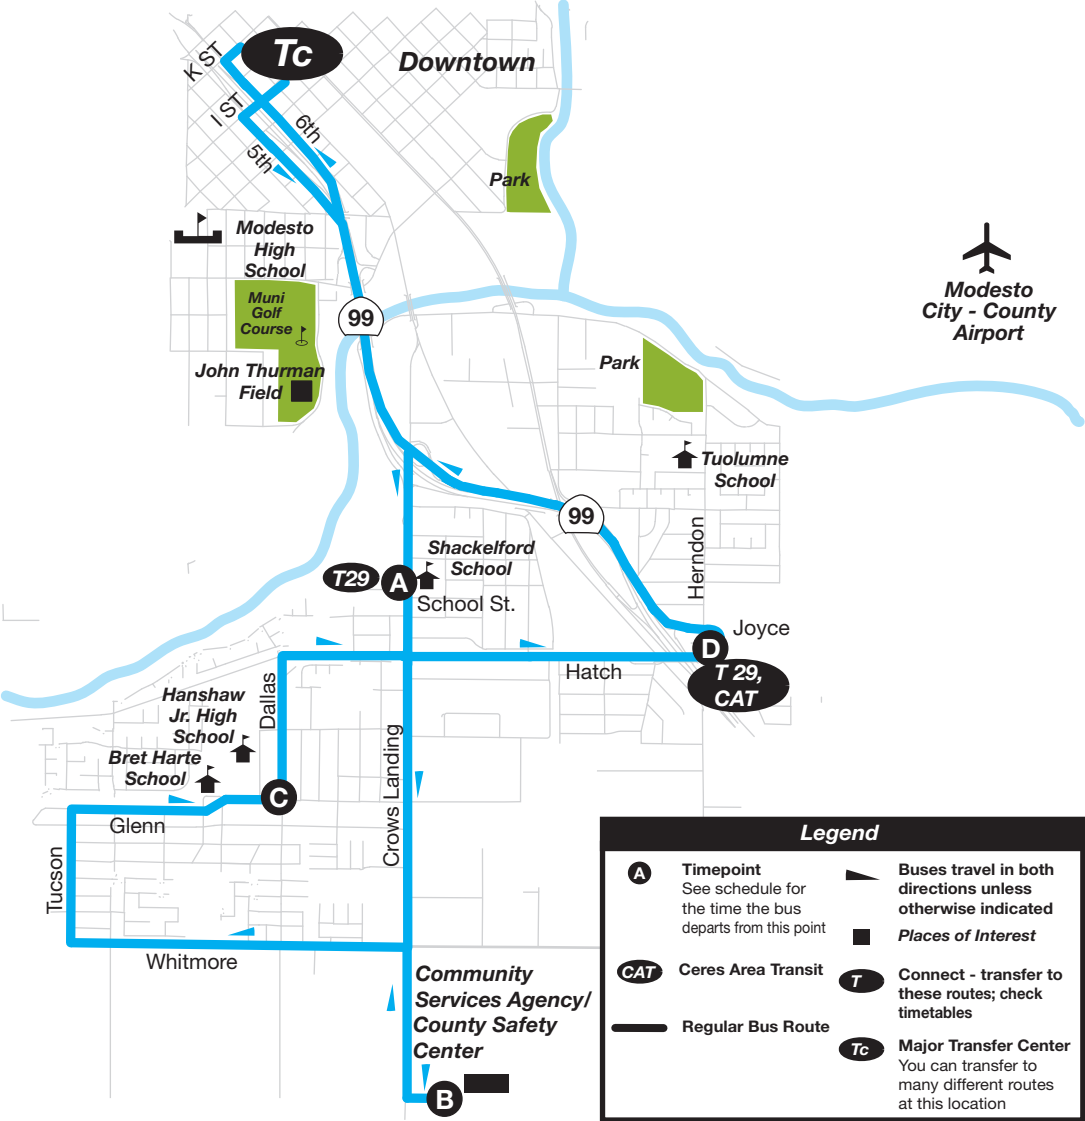 K ST
Tc
Downtown
I ST
6th
5th
Park
Modesto
High
School
Muni
Golf
Course
99
Modesto
City - County
Airport
John Thurman
Field
Park
Tuolumne
School
99
Herndon
Shackelford
School
T29
A
School St.
Joyce
D
T 29,
CAT
Hatch
Dallas
Hanshaw
Jr. High
School
Bret Harte
School
C
Crows Landing
Glenn
Tucson
Whitmore
Community
Services Agency/
County Safety
Center
B
Legend
A
Timepoint
See schedule for
the time the bus
departs from this point
CAT
Ceres Area Transit
Regular Bus Route
Buses travel in both
directions unless
otherwise indicated
Places of Interest
T
Connect - transfer to
these routes; check
timetables
Tc
Major Transfer Center
You can transfer to
many different routes
at this location